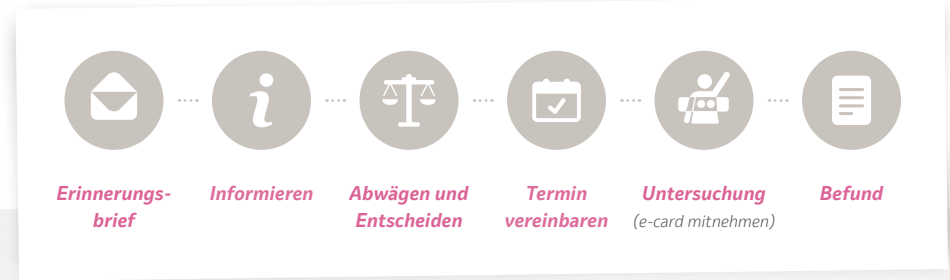 Erinnerungs-
brief
Informieren
Abwägen und
Entscheiden
Termin
vereinbaren
Untersuchung
(e-card mitnehmen)
Befund